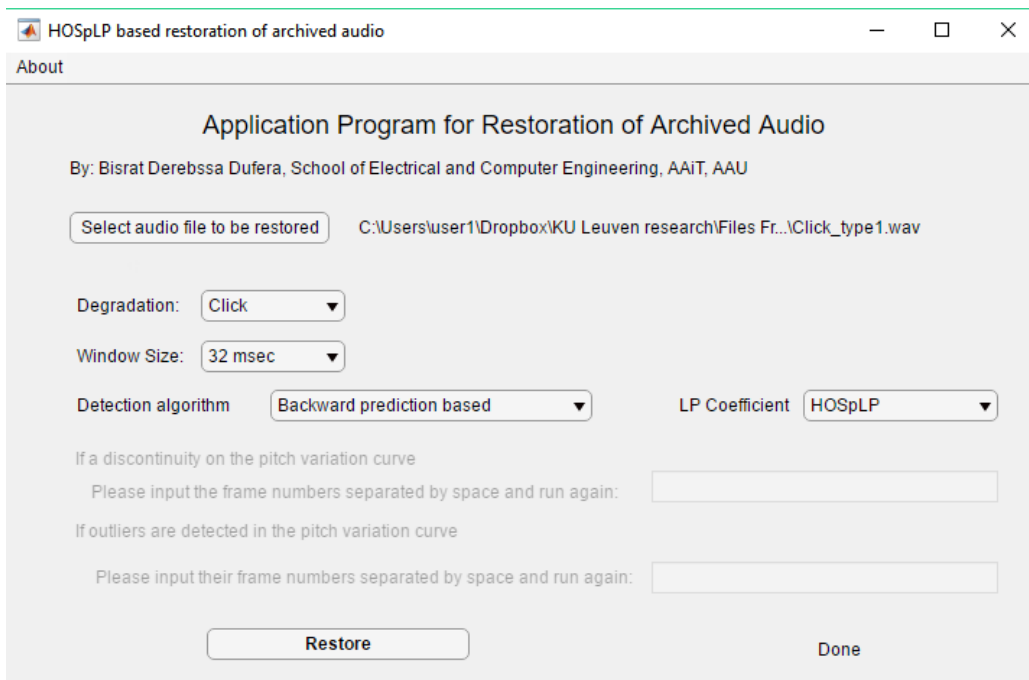 HOSpLP based restoration of archived audio
About
Application Program for Restoration of Archived Audio
By: Bisrat Derebssa Dufera, School of Electrical and Computer Engineering, AAiT, AAU
Select audio file to be restored C:\Users\user1\Dropbox\KU Leuven research\Files Fr...\Click_type1.wav
Degradation: Click
Window Size: 32 msec
Detection algorithm Backward prediction based LP Coefficient HOSpLP
If a discontinuity on the pitch variation curve
Please input the frame numbers separated by space and run again:
If outliers are detected in the pitch variation curve
Please input their frame numbers separated by space and run again:
Restore Done